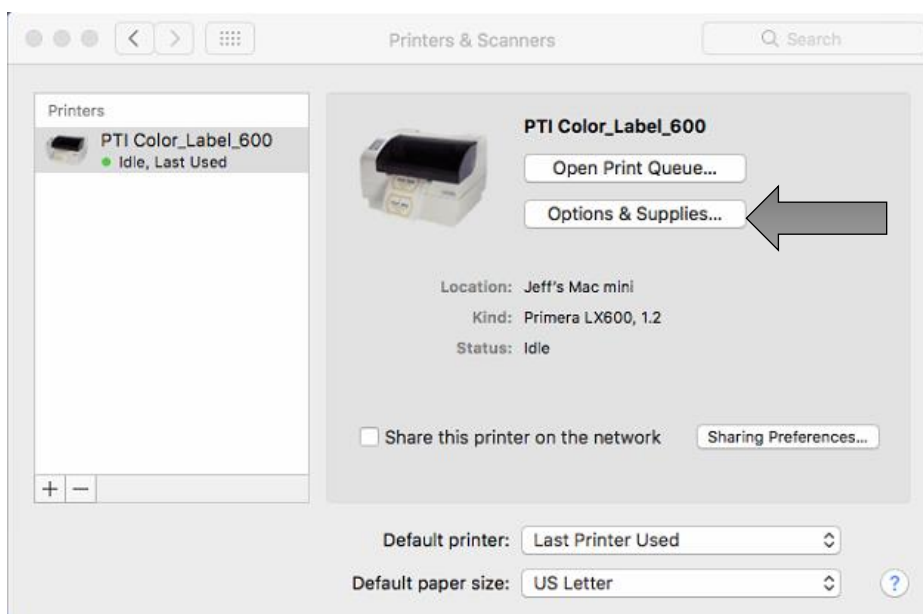 Printers & Scanners
Search
Printers
PTI Color_Label_600
Idle, Last Used
PTI Color_Label_600
Open Print Queue...
Options & Supplies...
Location: Jeff's Mac mini
Kind: Primera LX600, 1.2
Status: Idle
Share this printer on the network
Sharing Preferences...
+ −
Default printer: Last Printer Used
Default paper size: US Letter
?